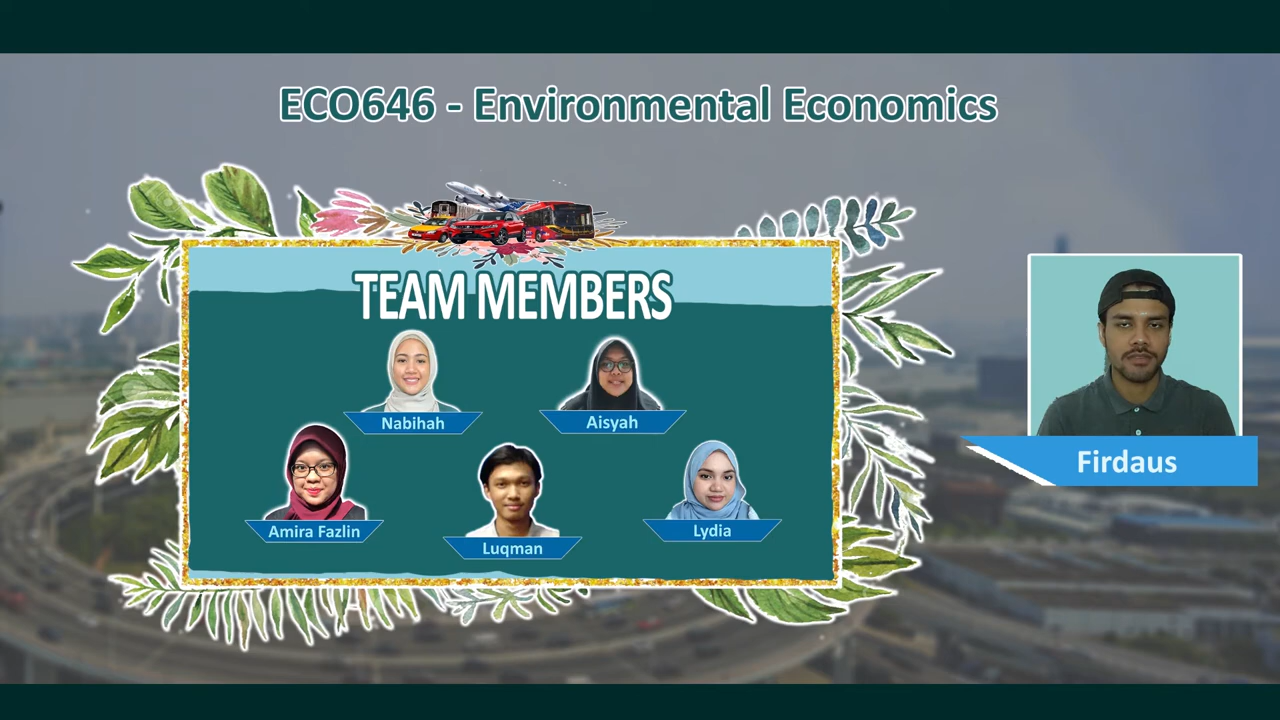 ECO646 - Environmental Economics
TEAM MEMBERS
Nabihah
Aisyah
Amira Fazlin
Luqman
Lydia
Firdaus